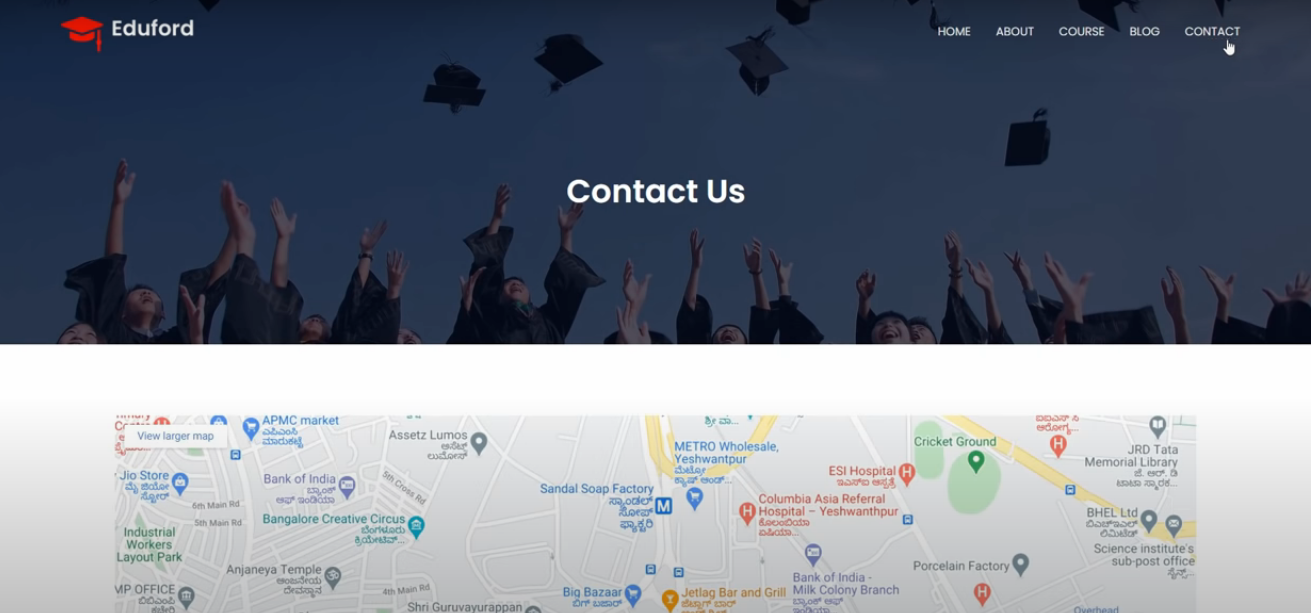 Eduford
HOME
ABOUT
COURSE
BLOG
CONTACT
Contact Us
View larger map
APMC market
ಎಪಿಎಂಸಿ
ಮಾರುಕಟ್ಟೆ
Assetz Lumos
ಅಸೆಟ್ಜ್
ಲುಮೋಸ್
Jio Store
ಮೈ ಜಿಯೋ
ಸ್ಟೋರ್
Bank of India
ಬ್ಯಾಂಕ್
ಆಫ್ ಇಂಡಿಯಾ
5th Cross Rd
6th Main Rd
5th Main Rd
Bangalore Creative Circus
ಬೆಂಗಳೂರು
ಕ್ರಿಯೇಟಿವ್...
Industrial
Workers
Layout Park
Anjaneya Temple
ಆಂಜನೇಯ
ದೇವಸ್ಥಾನ
MP OFFICE
ಬಿಬಿಎಂಪಿ
ಕಚೇರಿ
4th Main Rd
Shri Guruvayurappan
ಶ್ರೀ ವಾ...
METRO Wholesale,
Yeshwantpur
ಮೆಟ್ರೋ
ಕ್ಯಾಷ್ ಅಂಡ್...
Sandal Soap Factory
ಸ್ಯಾಂಡಲ್
ಸೋಪ್
ಫ್ಯಾಕ್ಟರಿ
M
ESI Hospital
ಇಎಸ್ಐ ಆಸ್ಪತ್ರೆ
Columbia Asia Referral
Hospital – Yeshwanthpur
ಕೊಲಂಬಿಯಾ
ಏಷಿಯಾ...
Cricket Ground
ಆರೋಗ್ಯ...
JRD Tata
Memorial Library
ಜೆ. ಆರ್. ಡಿ
ಟಾಟಾ ಸ್ಮಾರಕ...
BHEL Ltd
ಬಿಎಚ್ಇಎಲ್
ಲಿಮಿಟೆಡ್
Science institute's
sub-post office
ಸೈನ್ಸ್...
Porcelain Factory
Bank of India -
Milk Colony Branch
ಬ್ಯಾಂಕ್ ಆಫ್
Big Bazaar
ಬಿಗ್ ಬಜಾರ್
Jetlag Bar and Grill
ಜೆಟ್ಲಾಗ್ ಬಾರ್
Overhead